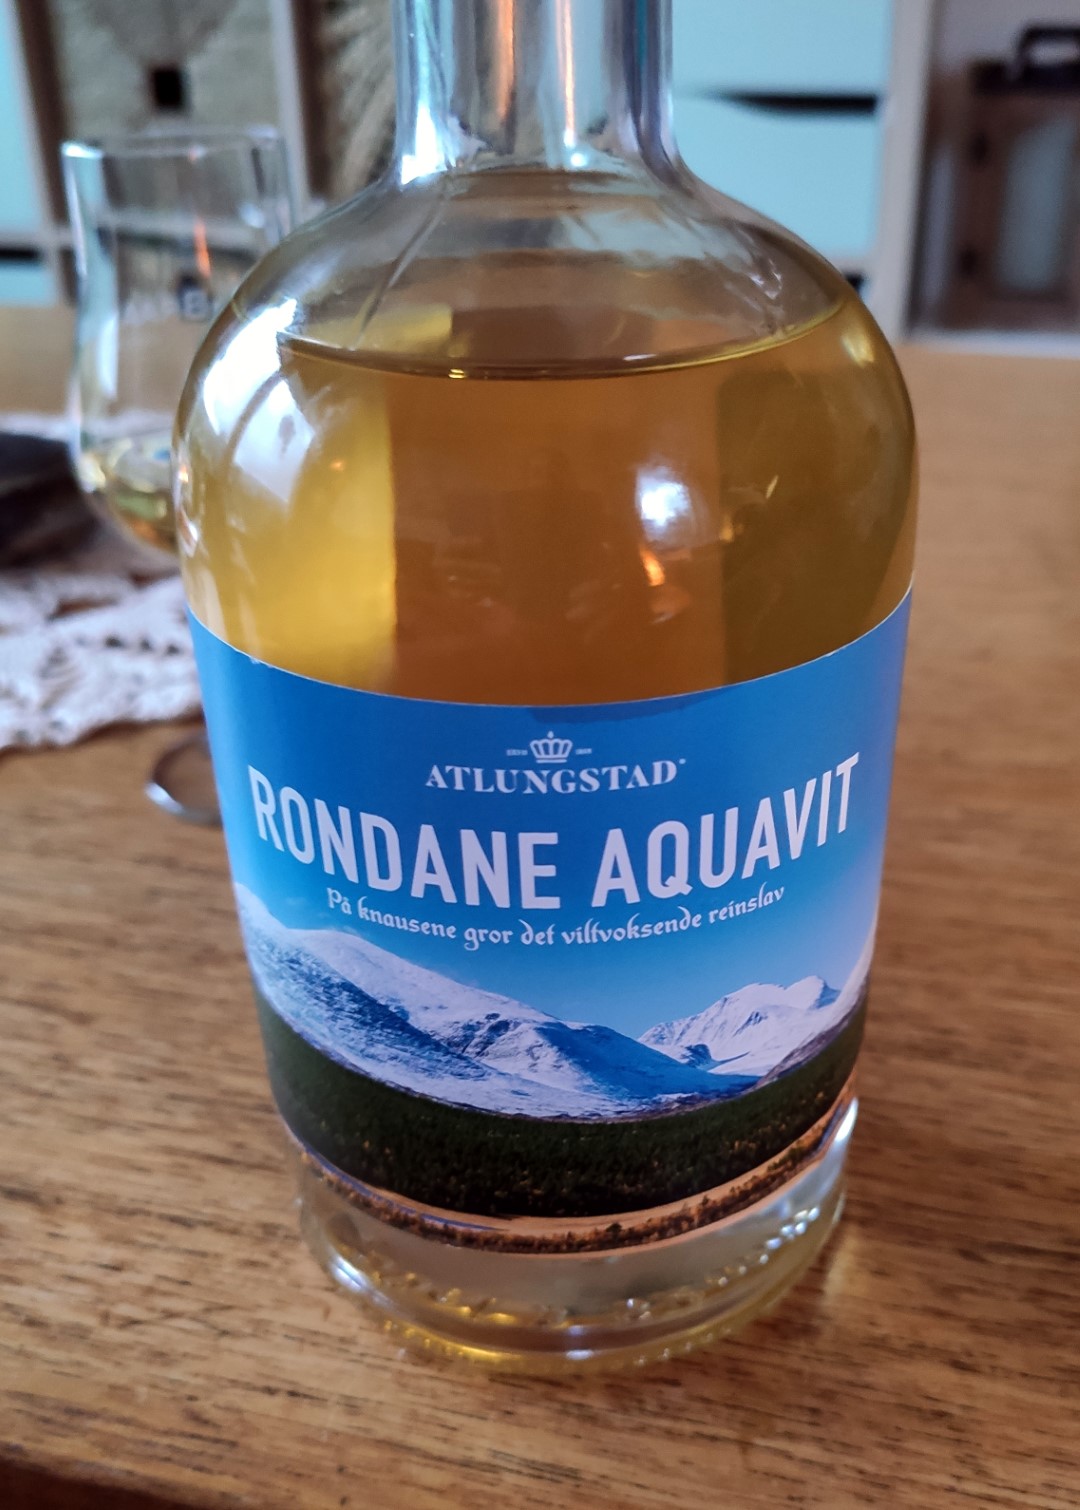 ATLUNGSTAD
RONDANE AQUAVIT
På knausene gror det viltvoksende reinslav